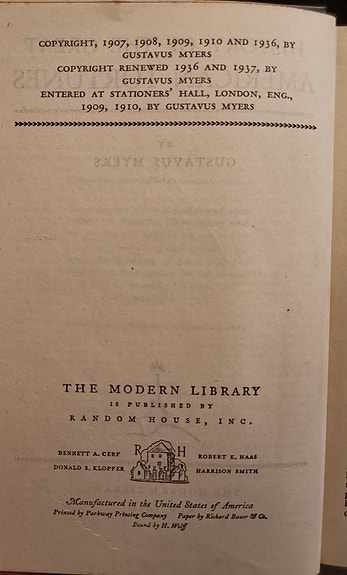 COPYRIGHT, 1907, 1908, 1909, 1910 AND 1936, BY
GUSTAVUS MYERS
COPYRIGHT RENEWED 1936 AND 1937, BY
GUSTAVUS MYERS
ENTERED AT STATIONERS' HALL, LONDON, ENG.,
1909, 1910, BY GUSTAVUS MYERS
THE MODERN LIBRARY
IS PUBLISHED BY
RANDOM HOUSE, INC.
BENNETT A. CERF
DONALD S. KLOPFER
R H
ROBERT K. HAAS
HARRISON SMITH
Manufactured in the United States of America
Printed by Parkway Printing Company Paper by Richard Bauer & Co.
Bound by H. Wolff